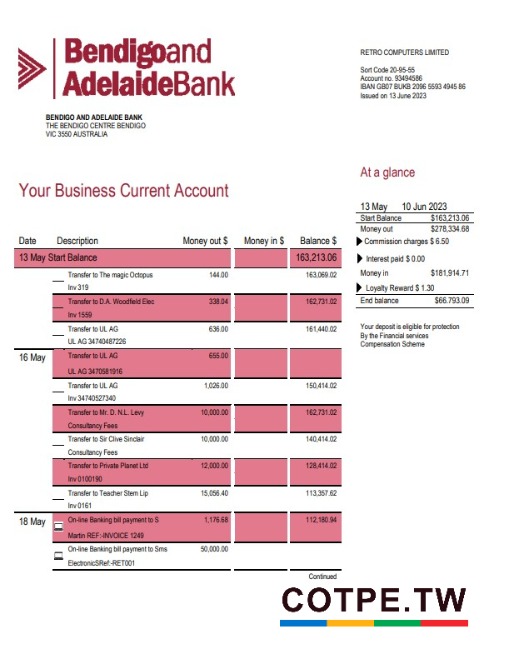 Bendigoand
AdelaideBank
BENDIGO AND ADELAIDE BANK
THE BENDIGO CENTRE BENDIGO
VIC 3550 AUSTRALIA
RETRO COMPUTERS LIMITED
Sort Code 20-95-55
Account no. 93494586
IBAN GB07 BUKB 2096 5593 4945 86
Issued on 13 June 2023
At a glance
Your Business Current Account
13 May 10 Jun 2023
Start Balance $163,213.06
Money out $278,334.68
Commission charges $ 6.50
Interest paid $ 0.00
Money in $181,914.71
Loyalty Reward $ 1.30
End balance $66.793.09
Your deposit is eligible for protection
By the Financial services
Compensation Scheme
Date Description Money out $ Money in $ Balance $
13 May Start Balance 163,213.06
Transfer to The magic Octopus 144.00 163,069.02
Inv 319
Transfer to D.A. Woodfield Elec 338.04 162,731.02
Inv 1559
Transfer to UL AG 636.00 161,440.02
UL AG 34740487226
16 May Transfer to UL AG 655.00
UL AG 3470581916
Transfer to UL AG 1,026.00 150,414.02
Inv 34740527340
Transfer to Mr. D. N.L. Levy 10,000.00 162,731.02
Consultancy Fees
Transfer to Sir Clive Sinclair 10,000.00 140,414.02
Consultancy Fees
Transfer to Private Planet Ltd 12,000.00 128,414.02
Inv 0100190
Transfer to Teacher Stem Lip 15,056.40 113,357.62
Inv 0161
18 May On-line Banking bill payment to S 1,176.68 112,180.94
Martin REF:-INVOICE 1249
On-line Banking bill payment to Sms 50,000.00
ElectronicSRef:-RET001
Continued
COTPE.TW